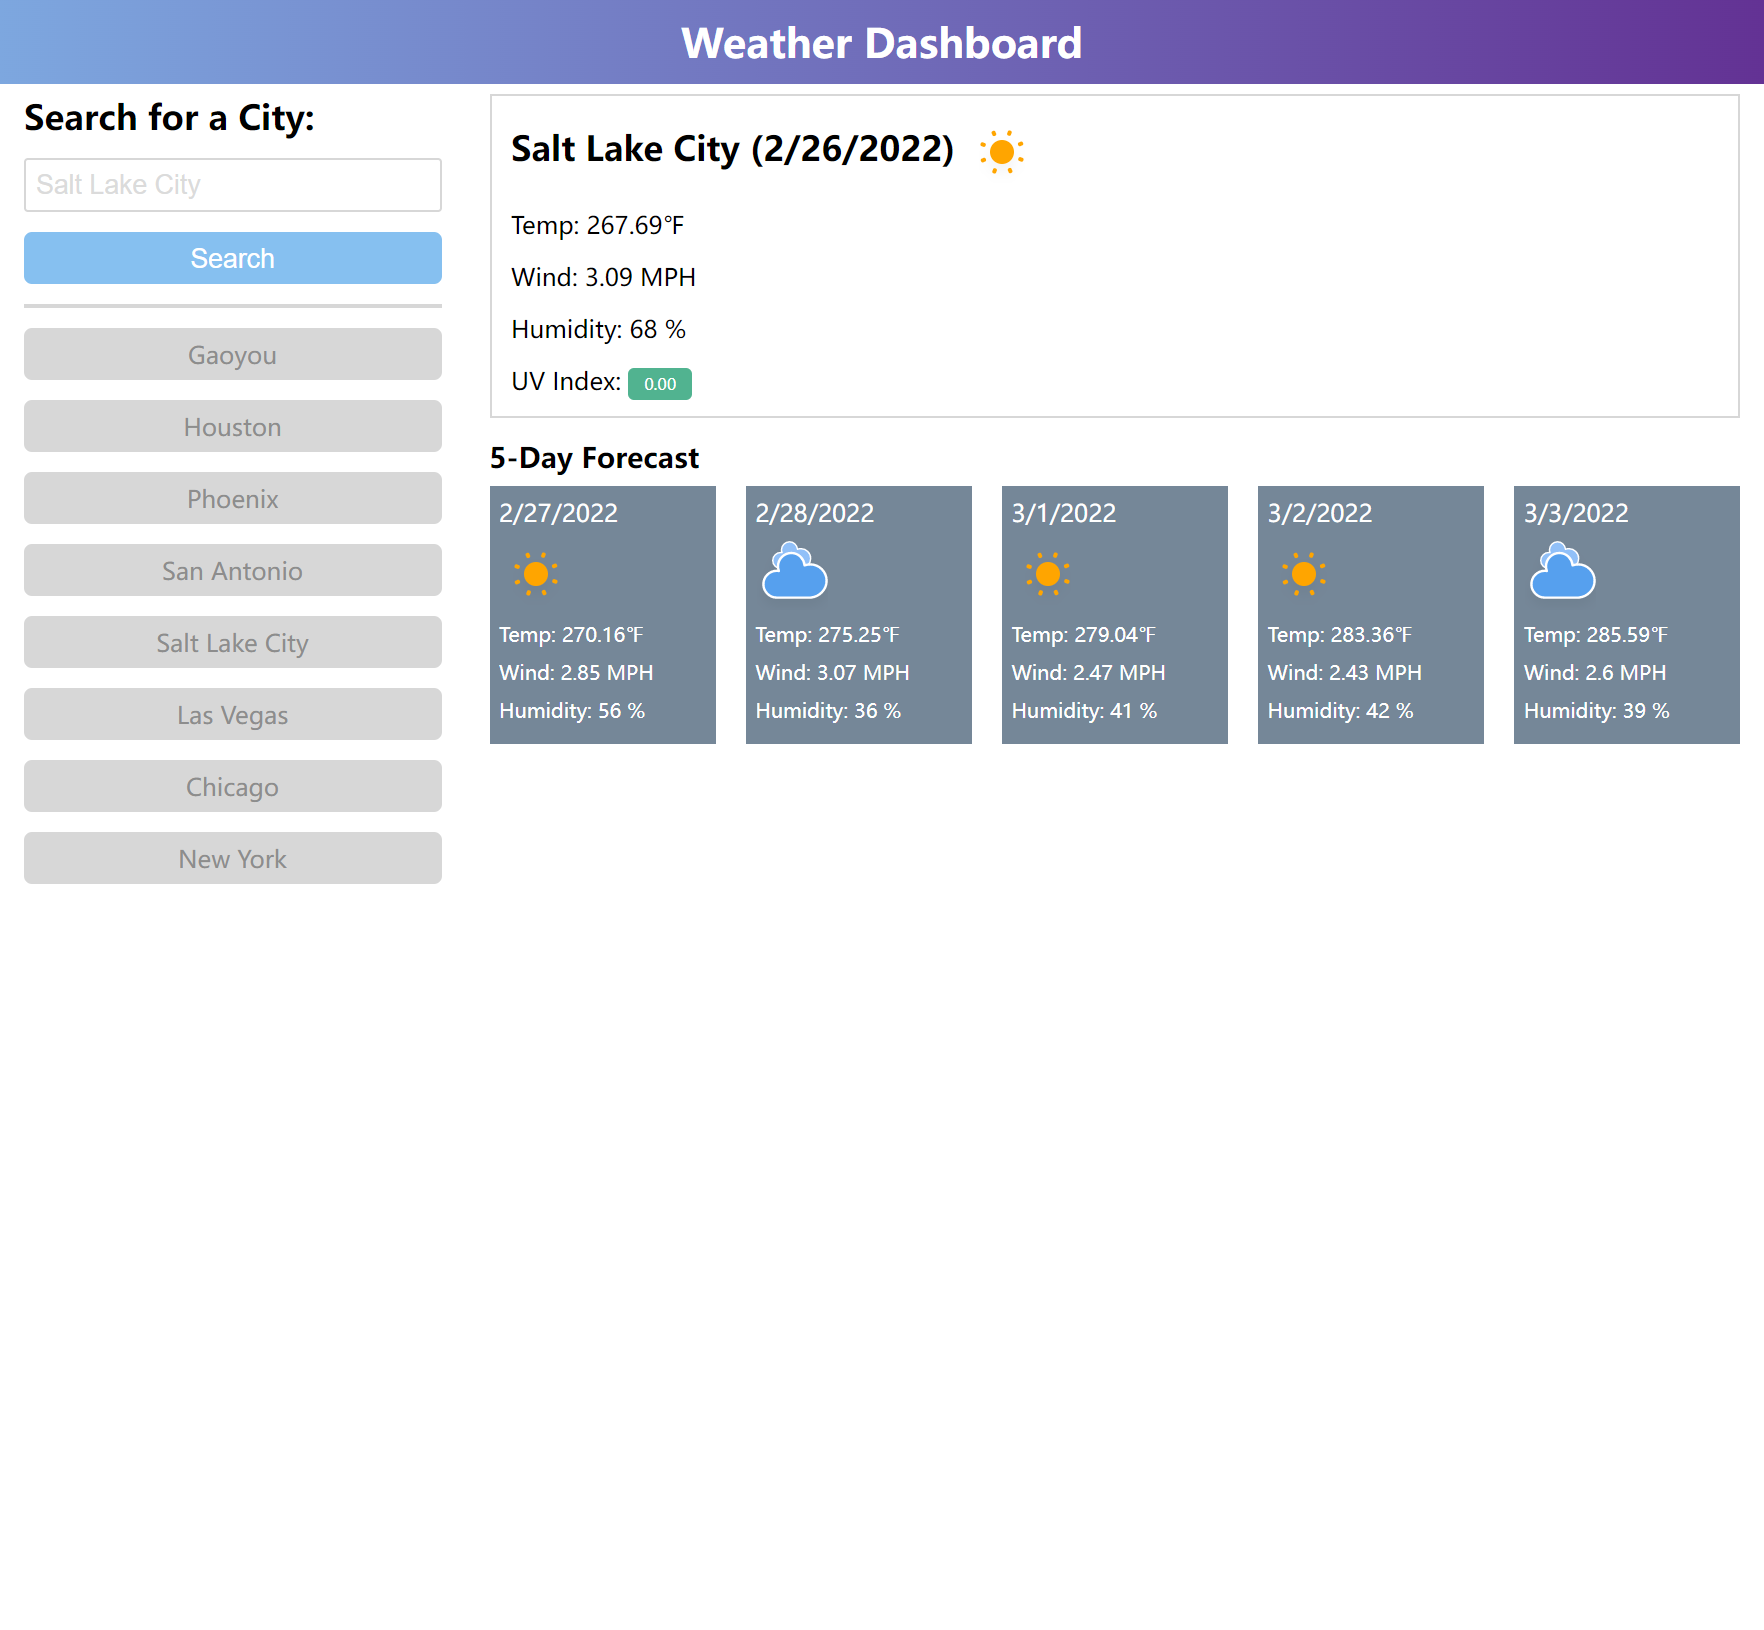 Weather Dashboard
Search for a City:
Salt Lake City
Search
Gaoyou
Houston
Phoenix
San Antonio
Salt Lake City
Las Vegas
Chicago
New York
Salt Lake City (2/26/2022)
Temp: 267.69℉
Wind: 3.09 MPH
Humidity: 68 %
UV Index: 0.00
5-Day Forecast
2/27/2022
Temp: 270.16℉
Wind: 2.85 MPH
Humidity: 56 %
2/28/2022
Temp: 275.25℉
Wind: 3.07 MPH
Humidity: 36 %
3/1/2022
Temp: 279.04℉
Wind: 2.47 MPH
Humidity: 41 %
3/2/2022
Temp: 283.36℉
Wind: 2.43 MPH
Humidity: 42 %
3/3/2022
Temp: 285.59℉
Wind: 2.6 MPH
Humidity: 39 %